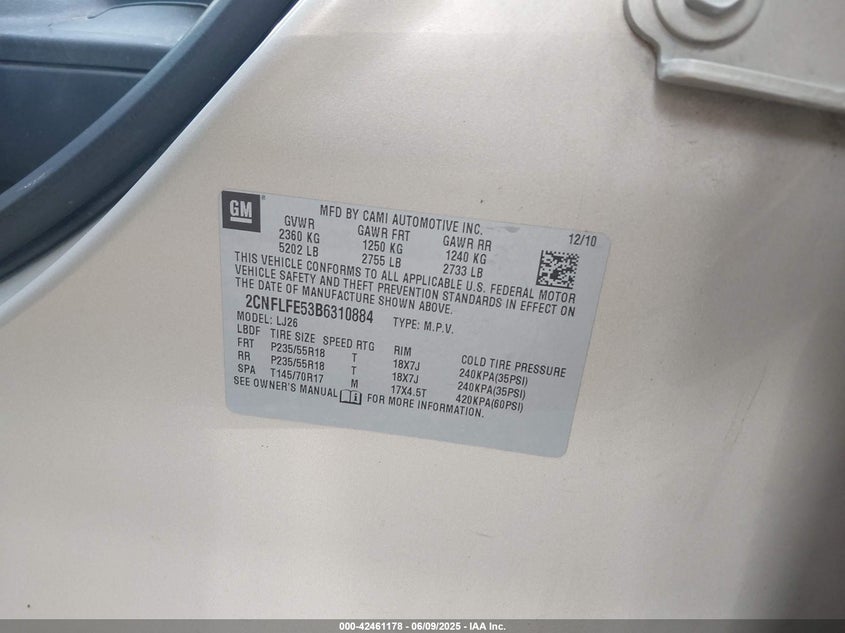 GM
MFD BY CAMI AUTOMOTIVE INC.
12/10
GVWR GAWR FRT GAWR RR
2360 KG 1250 KG 1240 KG
5202 LB 2755 LB 2733 LB
THIS VEHICLE CONFORMS TO ALL APPLICABLE U.S. FEDERAL MOTOR
VEHICLE SAFETY AND THEFT PREVENTION STANDARDS IN EFFECT ON
THE DATE OF MANUFACTURE SHOWN ABOVE.
2CNFLFE53B6310884 TYPE: M.P.V.
MODEL: LJ26
LBDF TIRE SIZE SPEED RTG RIM COLD TIRE PRESSURE
FRT P235/55R18 T 18X7J 240KPA(35PSI)
RR P235/55R18 T 18X7J 240KPA(35PSI)
SPA T145/70R17 M 17X4.5T 420KPA(60PSI)
SEE OWNER'S MANUAL FOR MORE INFORMATION.
000-42461178 - 06/09/2025 - IAA Inc.